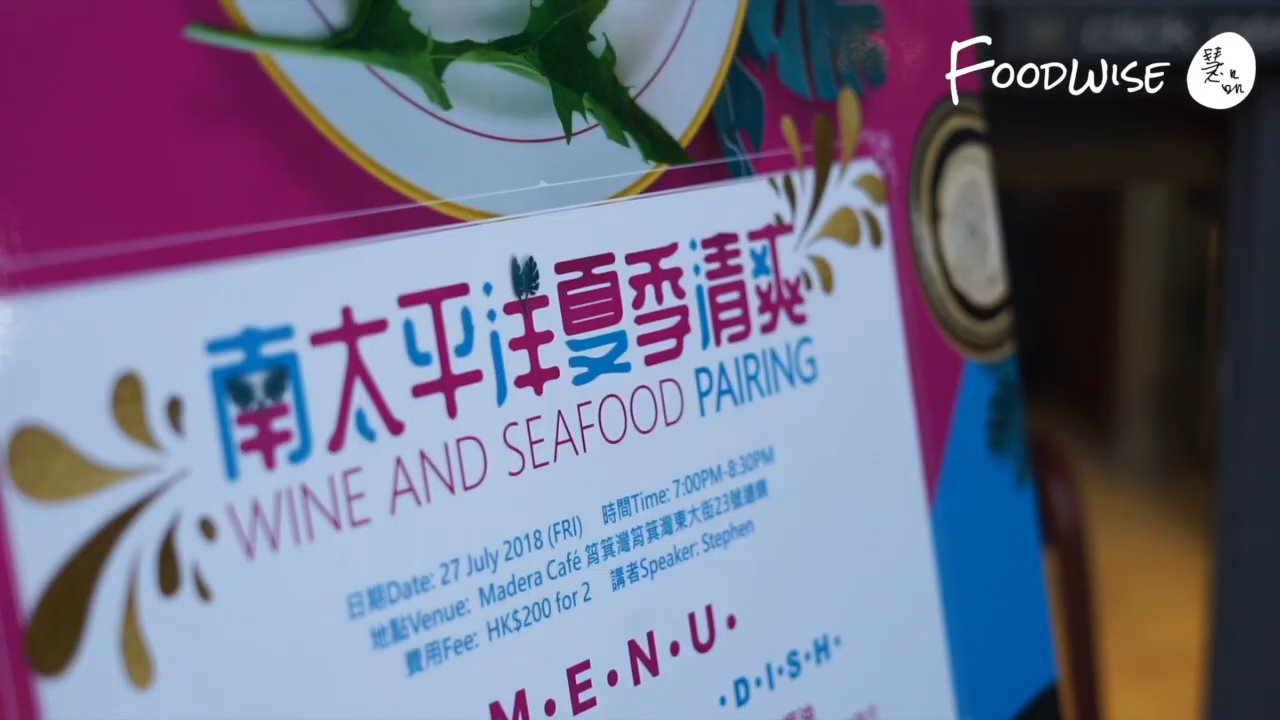 FOODWISE 慧品
南太平洋夏季清爽
WINE AND SEAFOOD PAIRING
日期Date: 27 July 2018 (FRI) 時間Time: 7:00PM-8:30PM
地點Venue: Madera Café 筲箕灣筲箕灣東大街23號地鋪
費用Fee: HK$200 for 2 講者Speaker: Stephen
M·E·N·U·
·D·I·S·H·